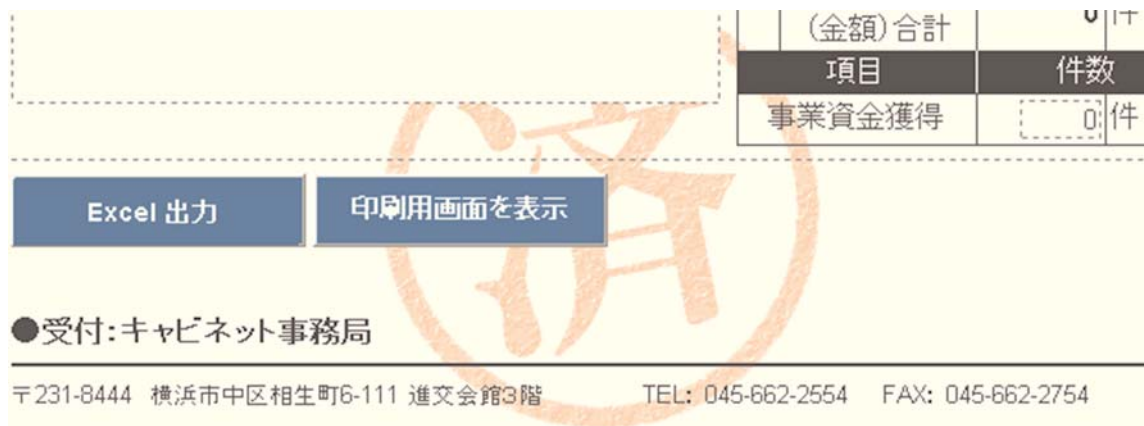 (金額)合計 0 件
項目 件数
事業資金獲得 0 件
済
Excel 出力 印刷用画面を表示
●受付:キャビネット事務局
〒231-8444 横浜市中区相生町6-111 進交会館3階 TEL: 045-662-2554 FAX: 045-662-2754